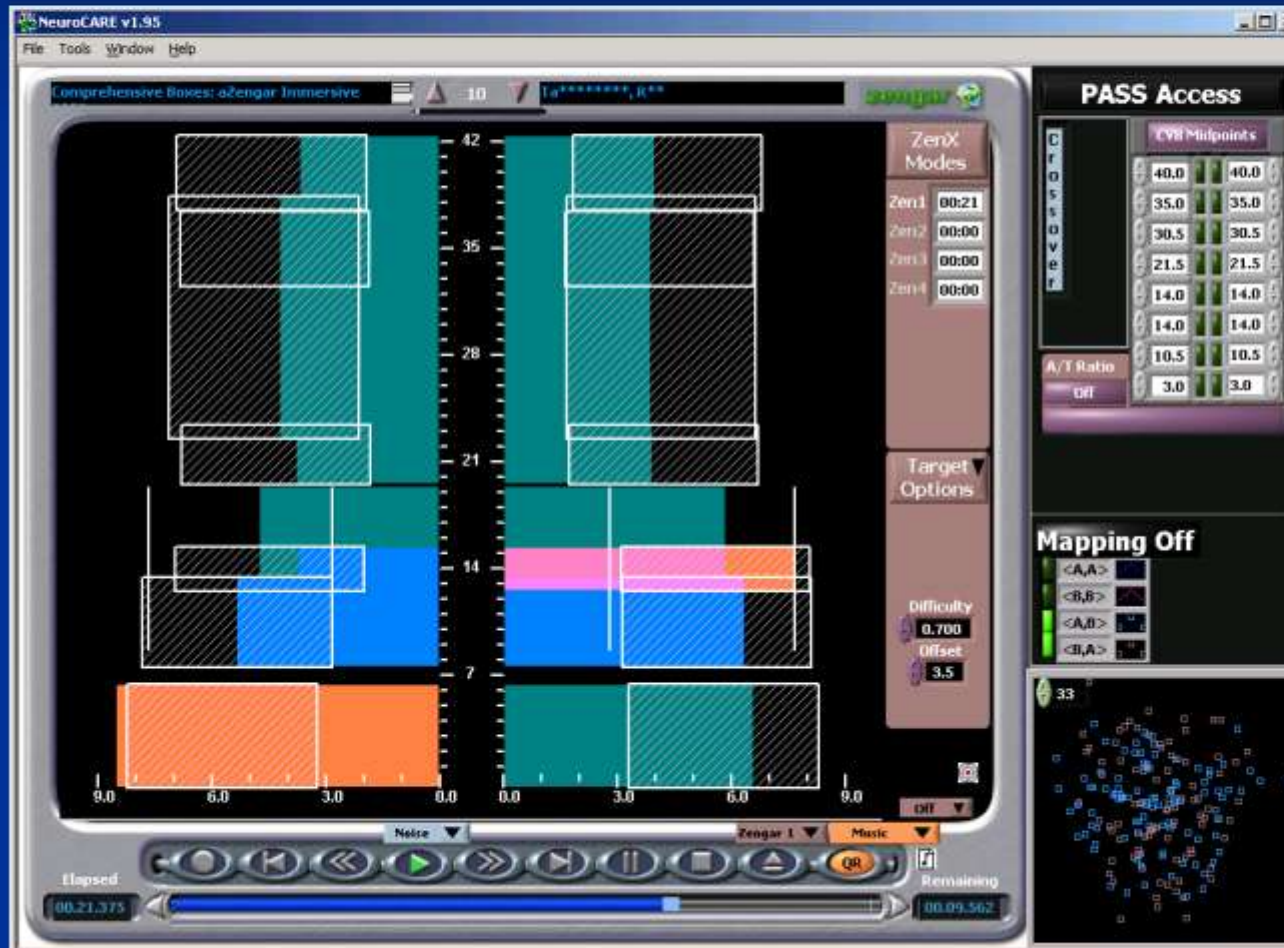 NeuroCARE v1.95
File Tools Window Help
Comprehensive Boxes: aZengar Immersive
10
Ta********, R**
zengar
42
35
28
21
14
7
9.0 6.0 3.0 0.0 0.0 3.0 6.0 9.0
ZenX Modes
Zen1 00:21
Zen2 00:00
Zen3 00:00
Zen4 00:00
Target Options
Difficulty
0.700
Offset
3.5
Off
Noise
Zengar 1
Music
QR
Elapsed
00.21.375
Remaining
00.09.562
PASS Access
Crossover
CV8 Midpoints
40.0 40.0
35.0 35.0
30.5 30.5
21.5 21.5
14.0 14.0
14.0 14.0
10.5 10.5
3.0 3.0
A/T Ratio
Off
Mapping Off
<A,A>
<B,B>
<A,B>
<B,A>
33